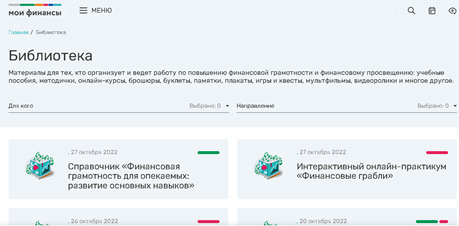 мои финансы
МЕНЮ
Главная / Библиотека
Библиотека
Материалы для тех, кто организует и ведет работу по повышению финансовой грамотности и финансовому просвещению: учебные
пособия, методички, онлайн-курсы, брошюры, буклеты, памятки, плакаты, игры и квесты, мультфильмы, видеоролики и многое другое.
Для кого
Выбрано: 0
Направление
Выбрано: 0
, 27 октября 2022
Справочник «Финансовая
грамотность для опекаемых:
развитие основных навыков»
, 27 октября 2022
Интерактивный онлайн-практикум
«Финансовые грабли»
, 26 октября 2022
, 20 октября 2022